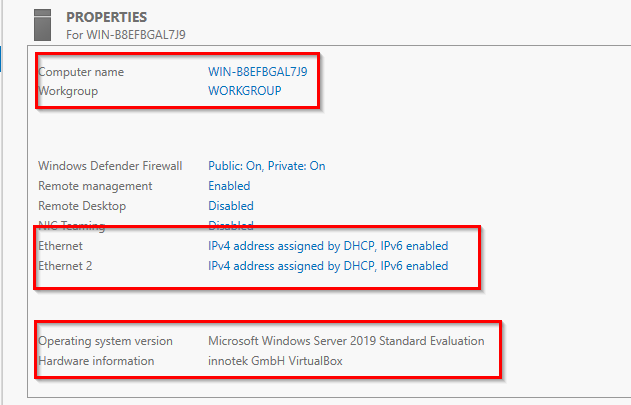 PROPERTIES
For WIN-B8EFBGAL7J9
Computer name WIN-B8EFBGAL7J9
Workgroup WORKGROUP
Windows Defender Firewall Public: On, Private: On
Remote management Enabled
Remote Desktop Disabled
NIC Teaming Disabled
Ethernet IPv4 address assigned by DHCP, IPv6 enabled
Ethernet 2 IPv4 address assigned by DHCP, IPv6 enabled
Operating system version Microsoft Windows Server 2019 Standard Evaluation
Hardware information innotek GmbH VirtualBox